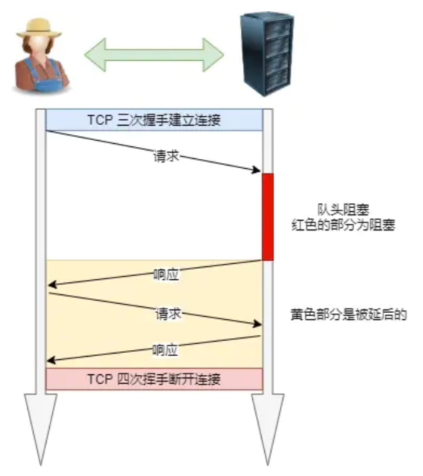 TCP 三次握手建立连接
请求
队头阻塞
红色的部分为阻塞
响应
请求
黄色部分是被延后的
响应
TCP 四次挥手断开连接